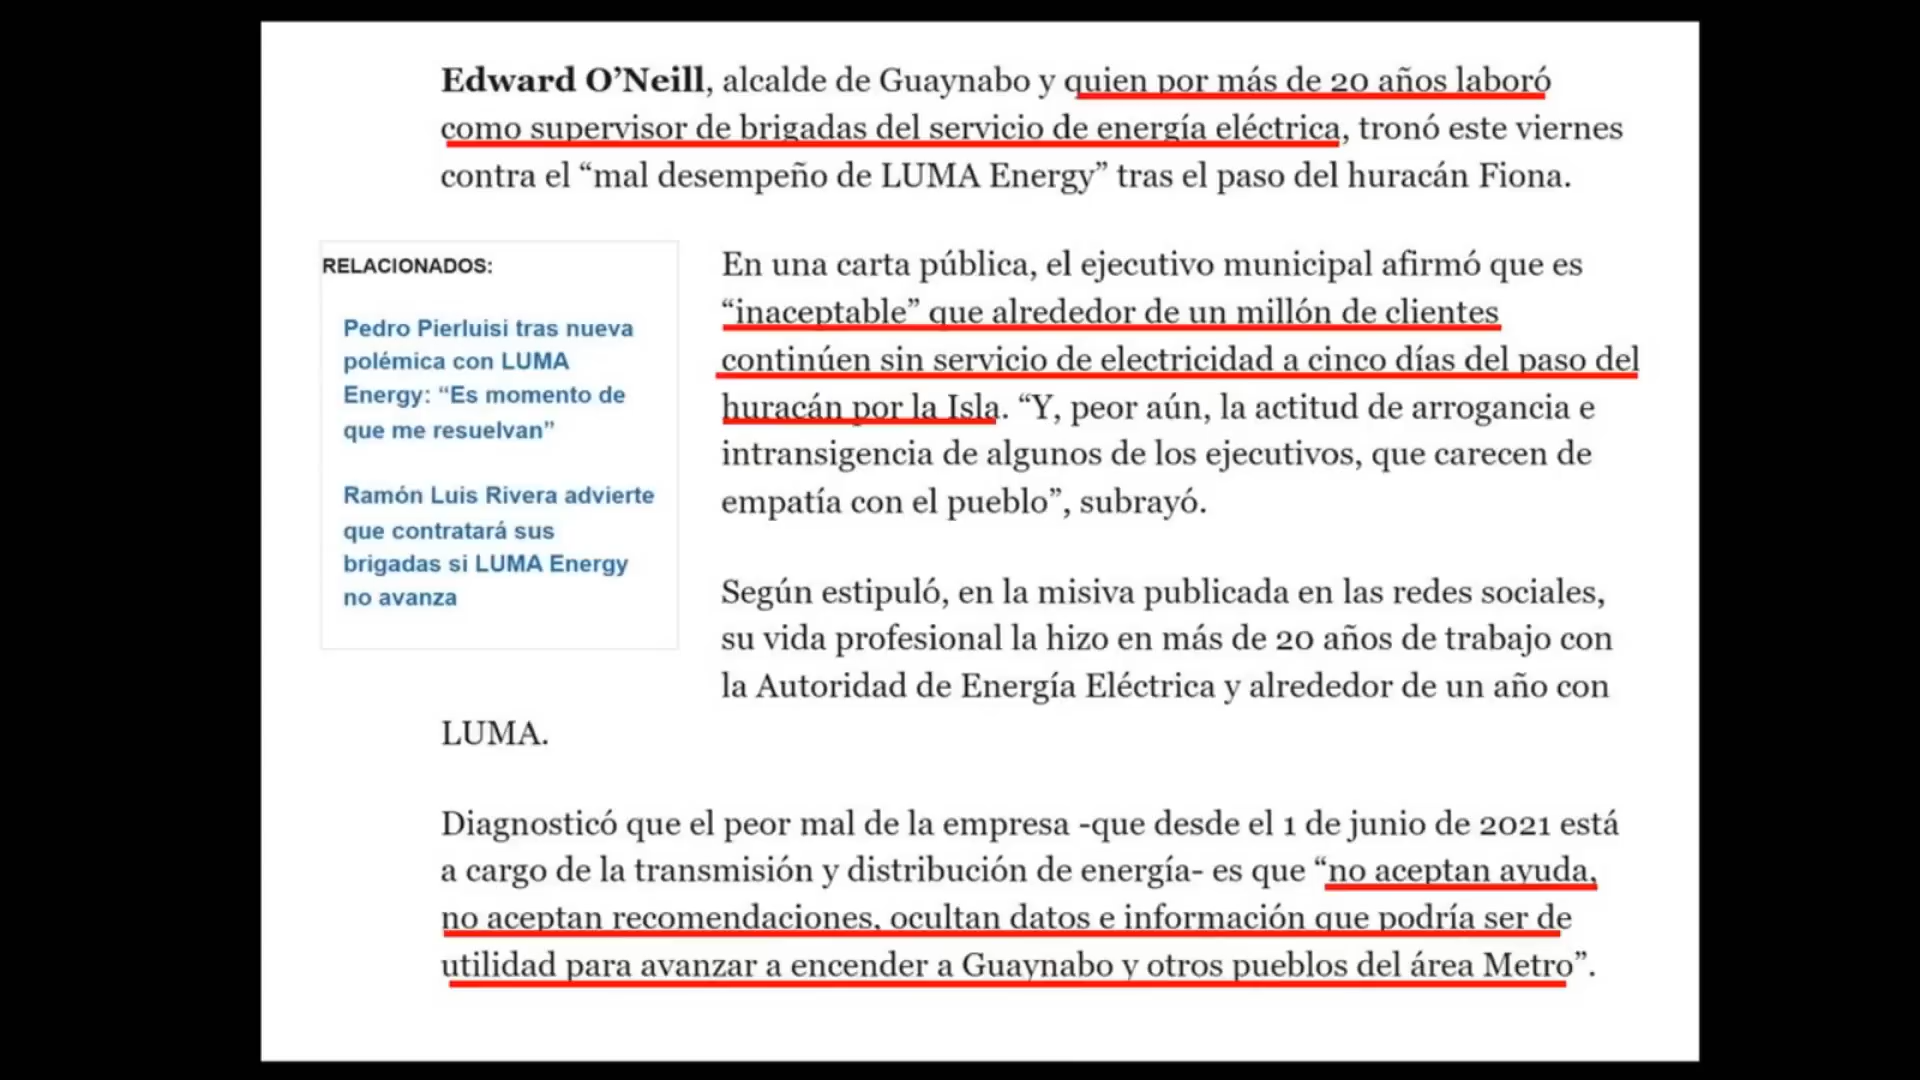 Edward O’Neill, alcalde de Guaynabo y quien por más de 20 años laboró
como supervisor de brigadas del servicio de energía eléctrica, tronó este viernes
contra el “mal desempeño de LUMA Energy” tras el paso del huracán Fiona.
RELACIONADOS:
Pedro Pierluisi tras nueva
polémica con LUMA
Energy: “Es momento de
que me resuelvan”
Ramón Luis Rivera advierte
que contratará sus
brigadas si LUMA Energy
no avanza
En una carta pública, el ejecutivo municipal afirmó que es
“inaceptable” que alrededor de un millón de clientes
continúen sin servicio de electricidad a cinco días del paso del
huracán por la Isla. “Y, peor aún, la actitud de arrogancia e
intransigencia de algunos de los ejecutivos, que carecen de
empatía con el pueblo”, subrayó.
Según estipuló, en la misiva publicada en las redes sociales,
su vida profesional la hizo en más de 20 años de trabajo con
la Autoridad de Energía Eléctrica y alrededor de un año con
LUMA.
Diagnosticó que el peor mal de la empresa -que desde el 1 de junio de 2021 está
a cargo de la transmisión y distribución de energía- es que “no aceptan ayuda,
no aceptan recomendaciones, ocultan datos e información que podría ser de
utilidad para avanzar a encender a Guaynabo y otros pueblos del área Metro”.